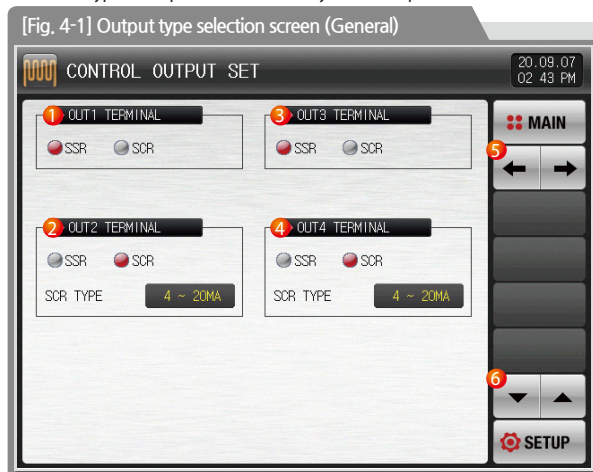 [Fig. 4-1] Output type selection screen (General)
CONTROL OUTPUT SET
20.09.07
02 43 PM
1 OUT1 TERMINAL
SSR SCR
3 OUT3 TERMINAL
SSR SCR
2 OUT2 TERMINAL
SSR SCR
SCR TYPE 4 ~ 20MA
4 OUT4 TERMINAL
SSR SCR
SCR TYPE 4 ~ 20MA
MAIN
5
6
SETUP